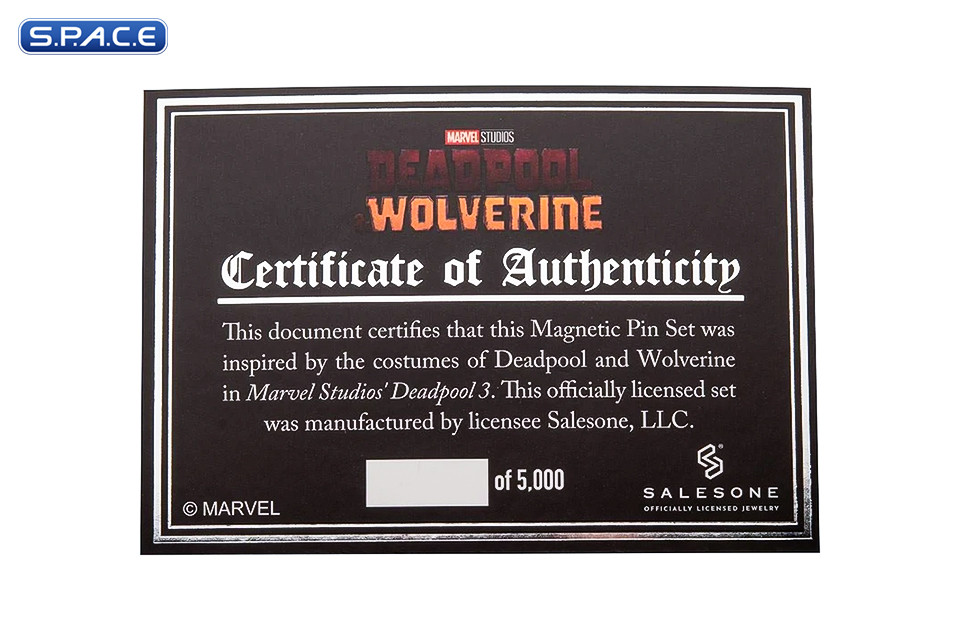 S.P.A.C.E
MARVEL STUDIOS
DEADPOOL
& WOLVERINE
Certificate of Authenticity
This document certifies that this Magnetic Pin Set was
inspired by the costumes of Deadpool and Wolverine
in Marvel Studios' Deadpool 3. This officially licensed set
was manufactured by licensee Salesone, LLC.
of 5,000
© MARVEL
®
SALESONE
OFFICIALLY LICENSED JEWELRY